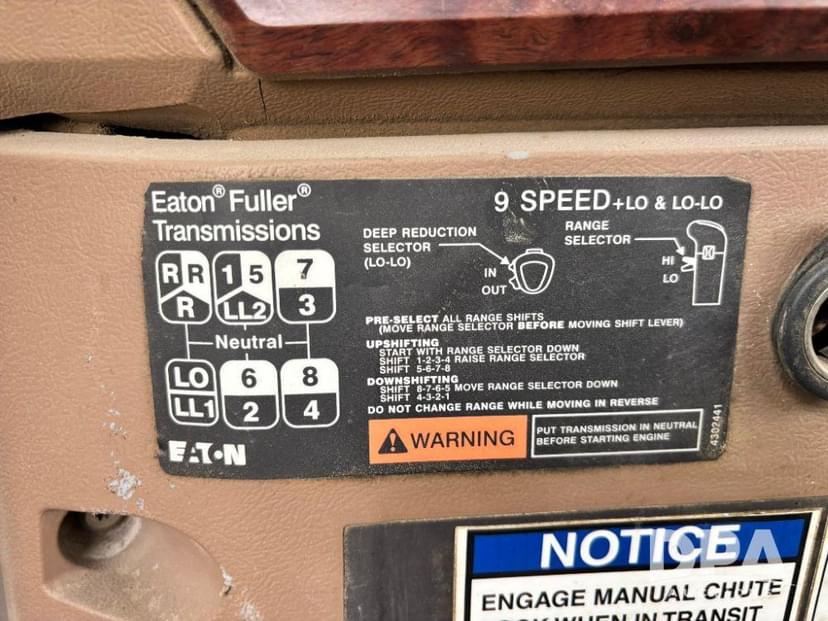 Eaton® Fuller®
Transmissions
9 SPEED +LO & LO-LO
DEEP REDUCTION
SELECTOR
(LO-LO)
IN
OUT
RANGE
SELECTOR
HI
LO
R R 1 5 7
R LL2 3
Neutral
LO 6 8
LL1 2 4
PRE-SELECT ALL RANGE SHIFTS
(MOVE RANGE SELECTOR BEFORE MOVING SHIFT LEVER)
UPSHIFTING
START WITH RANGE SELECTOR DOWN
SHIFT 1-2-3-4 RAISE RANGE SELECTOR
SHIFT 5-6-7-8
DOWNSHIFTING
SHIFT 8-7-6-5 MOVE RANGE SELECTOR DOWN
SHIFT 4-3-2-1
DO NOT CHANGE RANGE WHILE MOVING IN REVERSE
EATON
WARNING
PUT TRANSMISSION IN NEUTRAL
BEFORE STARTING ENGINE
4302441
NOTICE
ENGAGE MANUAL CHUTE
WHEN IN TRANSIT